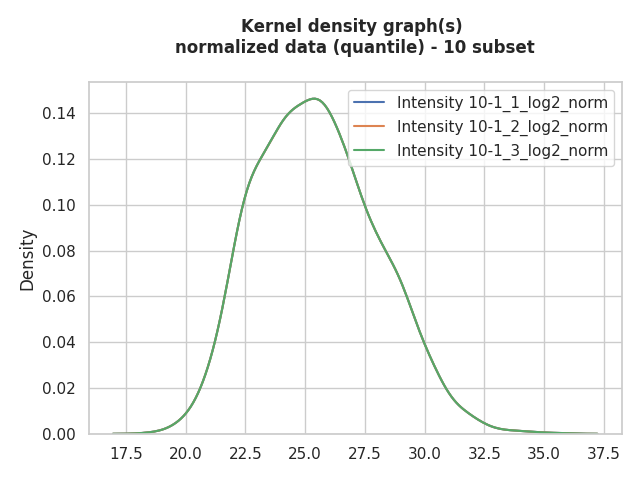 Kernel density graph(s)
normalized data (quantile) - 10 subset
Intensity 10-1_1_log2_norm
Intensity 10-1_2_log2_norm
Intensity 10-1_3_log2_norm
Density
0.14
0.12
0.10
0.08
0.06
0.04
0.02
0.00
17.5 20.0 22.5 25.0 27.5 30.0 32.5 35.0 37.5